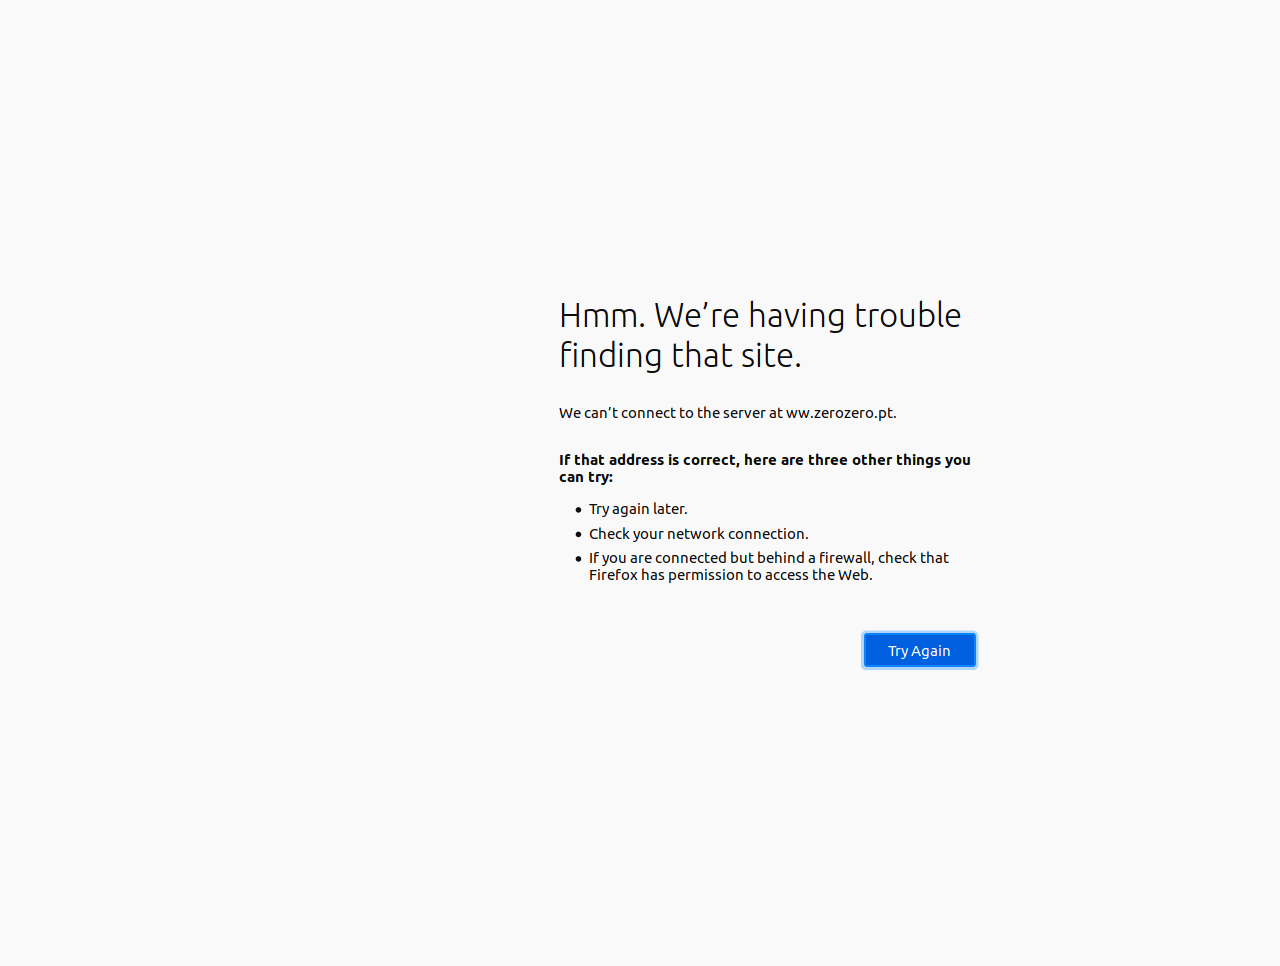 Hmm. We’re having trouble
finding that site.
We can’t connect to the server at ww.zerozero.pt.
If that address is correct, here are three other things you
can try:
Try again later.
Check your network connection.
If you are connected but behind a firewall, check that
Firefox has permission to access the Web.
Try Again